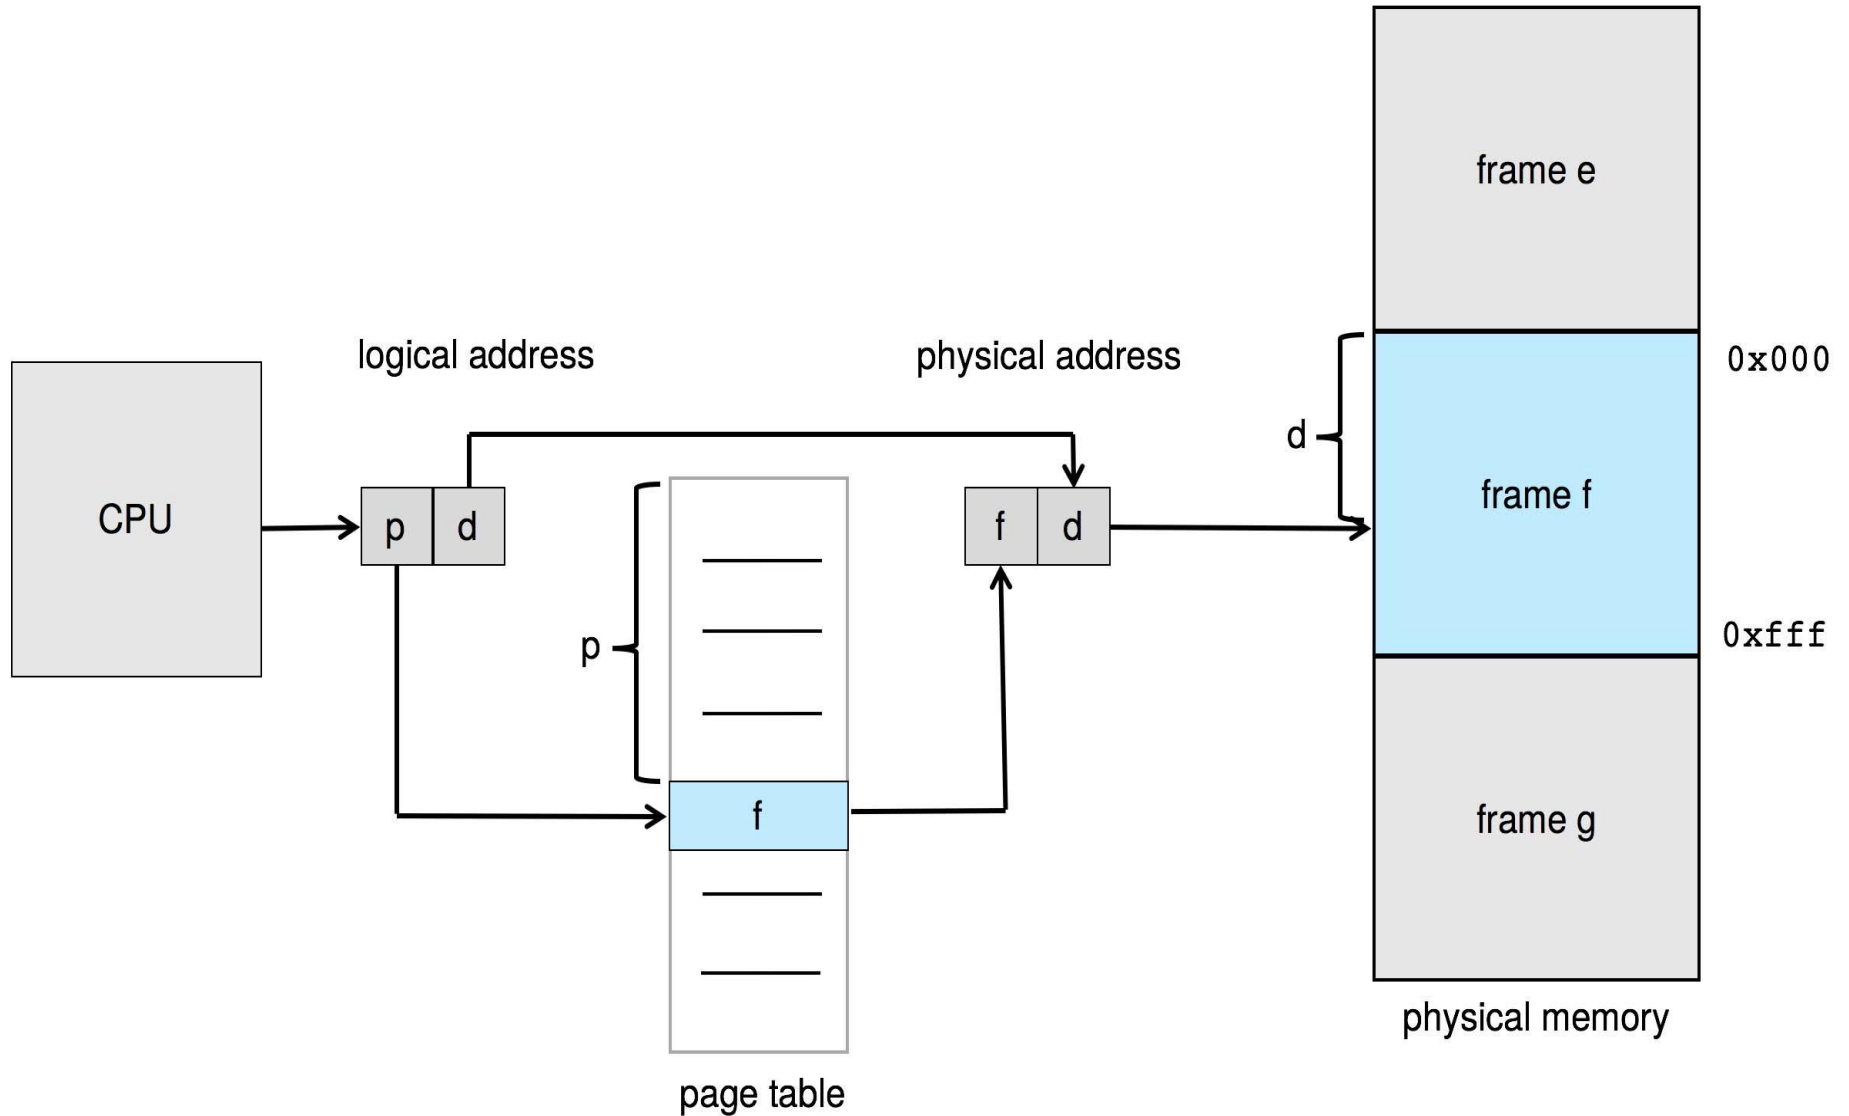 frame e
logical address
physical address
0x000
d
CPU
p d
f d
frame f
p
0xfff
f
frame g
physical memory
page table